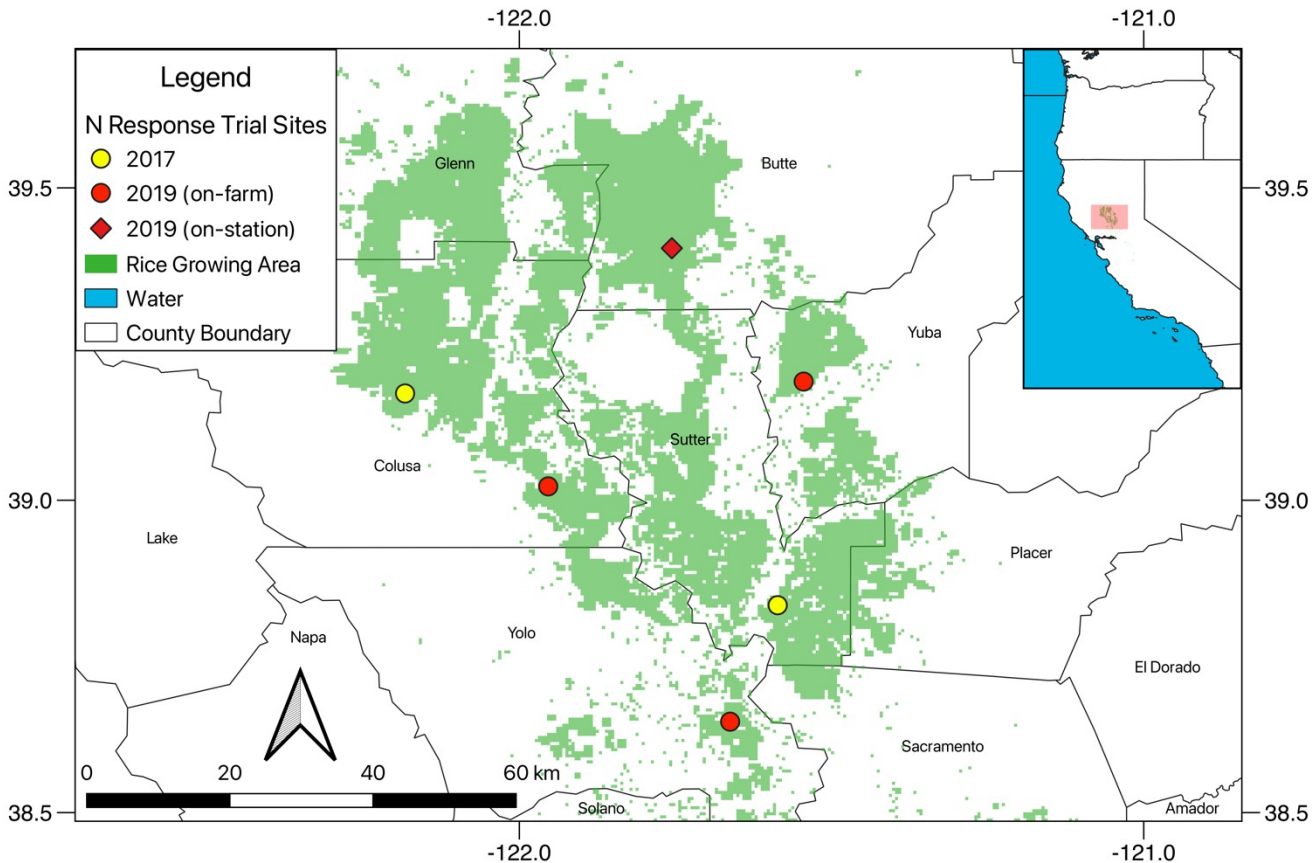 -122.0 -121.0
Legend
N Response Trial Sites
2017
2019 (on-farm)
2019 (on-station)
Rice Growing Area
Water
County Boundary
39.5 39.5
Glenn Butte
Yuba
Sutter
Colusa
39.0 39.0
Lake Placer
Yolo
Napa
El Dorado
Sacramento
0 20 40 60 km
Solano Amador
38.5 38.5
-122.0 -121.0